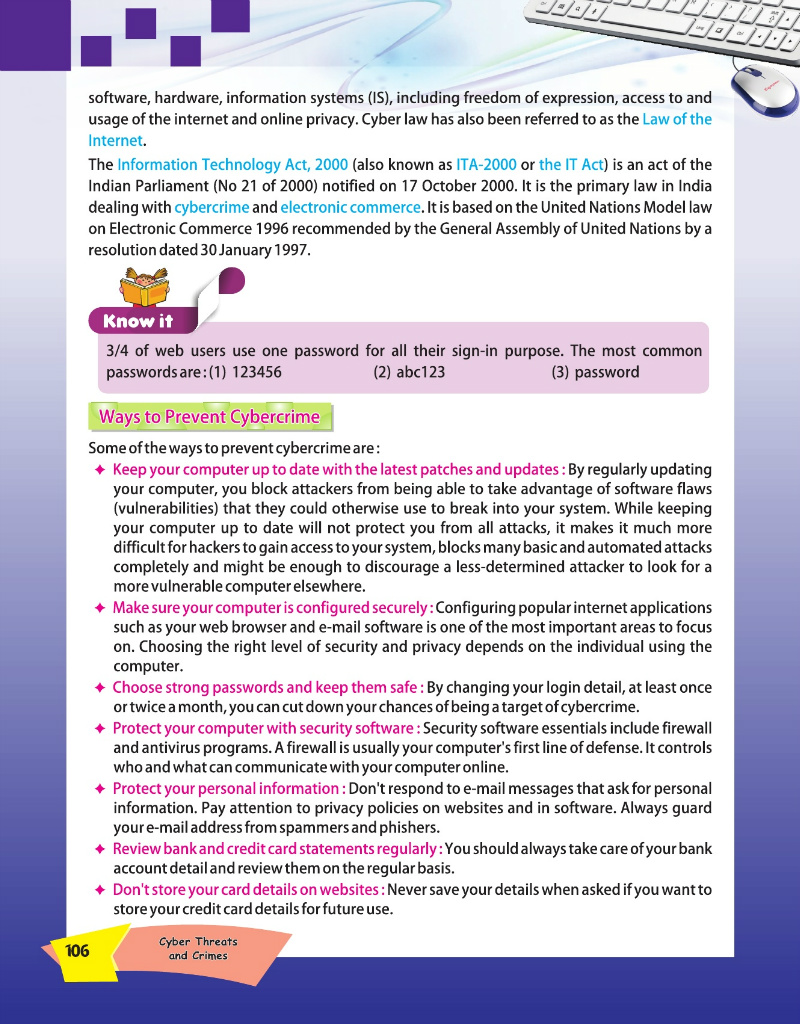 software, hardware, information systems (IS), including freedom of expression, access to and
usage of the internet and online privacy. Cyber law has also been referred to as the Law of the
Internet.
The Information Technology Act, 2000 (also known as ITA-2000 or the IT Act) is an act of the
Indian Parliament (No 21 of 2000) notified on 17 October 2000. It is the primary law in India
dealing with cybercrime and electronic commerce. It is based on the United Nations Model law
on Electronic Commerce 1996 recommended by the General Assembly of United Nations by a
resolution dated 30 January 1997.
Know it
3/4 of web users use one password for all their sign-in purpose. The most common
passwords are : (1) 123456 (2) abc123 (3) password
Ways to Prevent Cybercrime
Some of the ways to prevent cybercrime are :
✦ Keep your computer up to date with the latest patches and updates : By regularly updating
your computer, you block attackers from being able to take advantage of software flaws
(vulnerabilities) that they could otherwise use to break into your system. While keeping
your computer up to date will not protect you from all attacks, it makes it much more
difficult for hackers to gain access to your system, blocks many basic and automated attacks
completely and might be enough to discourage a less-determined attacker to look for a
more vulnerable computer elsewhere.
✦ Make sure your computer is configured securely : Configuring popular internet applications
such as your web browser and e-mail software is one of the most important areas to focus
on. Choosing the right level of security and privacy depends on the individual using the
computer.
✦ Choose strong passwords and keep them safe : By changing your login detail, at least once
or twice a month, you can cut down your chances of being a target of cybercrime.
✦ Protect your computer with security software : Security software essentials include firewall
and antivirus programs. A firewall is usually your computer's first line of defense. It controls
who and what can communicate with your computer online.
✦ Protect your personal information : Don't respond to e-mail messages that ask for personal
information. Pay attention to privacy policies on websites and in software. Always guard
your e-mail address from spammers and phishers.
✦ Review bank and credit card statements regularly : You should always take care of your bank
account detail and review them on the regular basis.
✦ Don't store your card details on websites : Never save your details when asked if you want to
store your credit card details for future use.
106
Cyber Threats
and Crimes